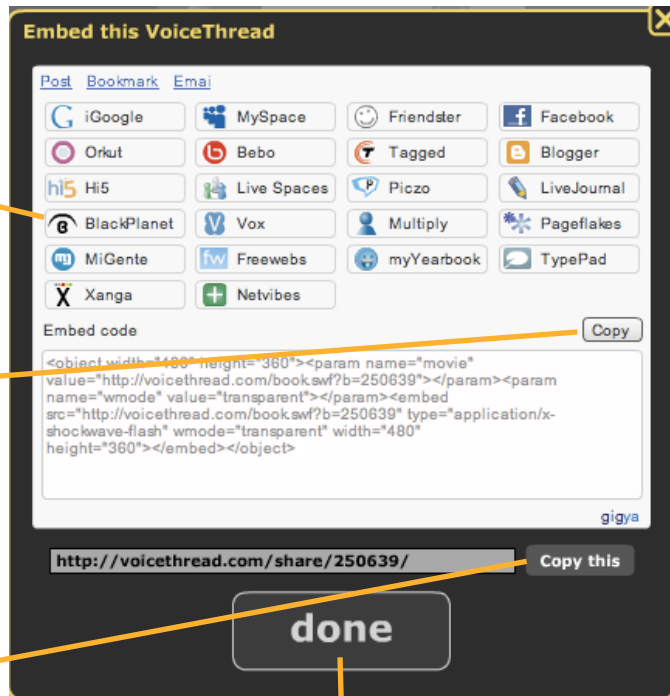 Embed this VoiceThread
Post Bookmark Emai
iGoogle MySpace Friendster Facebook
Orkut Bebo Tagged Blogger
hi5 Hi5 Live Spaces Piczo LiveJournal
BlackPlanet Vox Multiply Pageflakes
MiGente fw Freewebs myYearbook TypePad
Xanga Netvibes
Embed code Copy
<object width="480" height="360"><param name="movie"
value="http://voicethread.com/book.swf?b=250639"></param><param
name="wmode" value="transparent"></param><embed
src="http://voicethread.com/book.swf?b=250639" type="application/x-
shockwave-flash" wmode="transparent" width="480"
height="360"></embed></object>
gigya
http://voicethread.com/share/250639/ Copy this
done